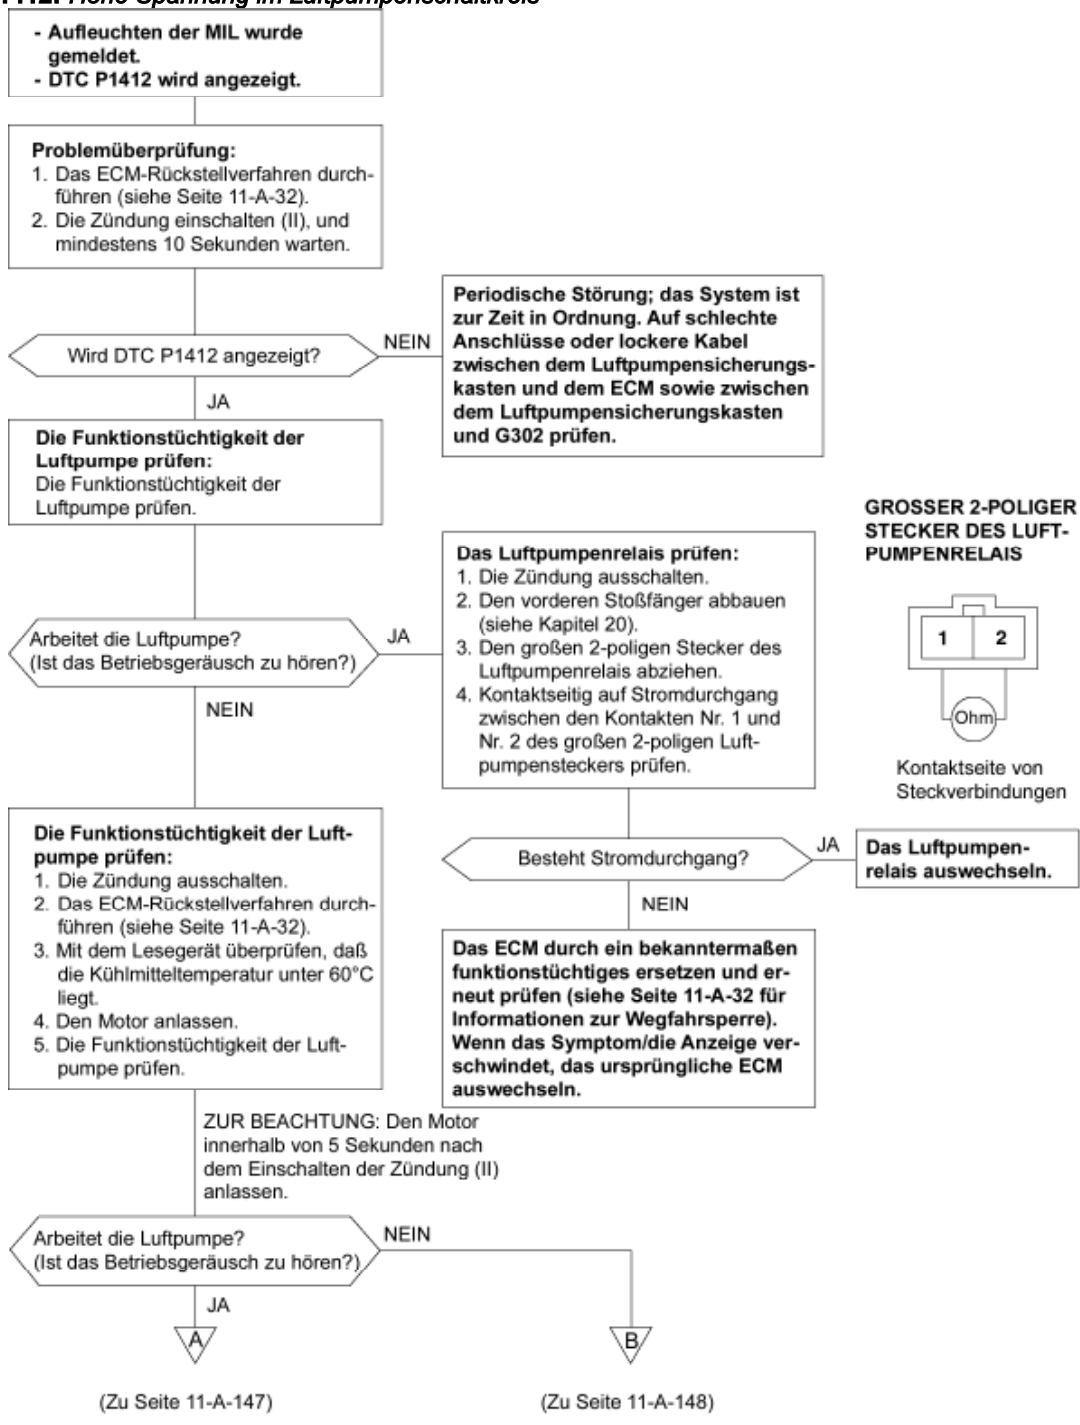 Hohe Spannung im Luftpumpenschaltkreis
- Aufleuchten der MIL wurde
gemeldet.
- DTC P1412 wird angezeigt.
Problemüberprüfung:
1. Das ECM-Rückstellverfahren durch-
führen (siehe Seite 11-A-32).
2. Die Zündung einschalten (II), und
mindestens 10 Sekunden warten.
Wird DTC P1412 angezeigt?
NEIN
Periodische Störung; das System ist
zur Zeit in Ordnung. Auf schlechte
Anschlüsse oder lockere Kabel
zwischen dem Luftpumpensicherungs-
kasten und dem ECM sowie zwischen
dem Luftpumpensicherungskasten
und G302 prüfen.
JA
Die Funktionstüchtigkeit der
Luftpumpe prüfen:
Die Funktionstüchtigkeit der
Luftpumpe prüfen.
Arbeitet die Luftpumpe?
(Ist das Betriebsgeräusch zu hören?)
JA
Das Luftpumpenrelais prüfen:
1. Die Zündung ausschalten.
2. Den vorderen Stoßfänger abbauen
(siehe Kapitel 20).
3. Den großen 2-poligen Stecker des
Luftpumpenrelais abziehen.
4. Kontaktseitig auf Stromdurchgang
zwischen den Kontakten Nr. 1 und
Nr. 2 des großen 2-poligen Luft-
pumpensteckers prüfen.
GROSSER 2-POLIGER
STECKER DES LUFT-
PUMPENRELAIS
1 2
Ohm
Kontaktseite von
Steckverbindungen
NEIN
Besteht Stromdurchgang?
JA
Das Luftpumpen-
relais auswechseln.
NEIN
Das ECM durch ein bekanntermaßen
funktionstüchtiges ersetzen und er-
neut prüfen (siehe Seite 11-A-32 für
Informationen zur Wegfahrsperre).
Wenn das Symptom/die Anzeige ver-
schwindet, das ursprüngliche ECM
auswechseln.
Die Funktionstüchtigkeit der Luft-
pumpe prüfen:
1. Die Zündung ausschalten.
2. Das ECM-Rückstellverfahren durch-
führen (siehe Seite 11-A-32).
3. Mit dem Lesegerät überprüfen, daß
die Kühlmitteltemperatur unter 60°C
liegt.
4. Den Motor anlassen.
5. Die Funktionstüchtigkeit der Luft-
pumpe prüfen.
ZUR BEACHTUNG: Den Motor
innerhalb von 5 Sekunden nach
dem Einschalten der Zündung (II)
anlassen.
Arbeitet die Luftpumpe?
(Ist das Betriebsgeräusch zu hören?)
NEIN
JA
A
B
(Zu Seite 11-A-147)
(Zu Seite 11-A-148)